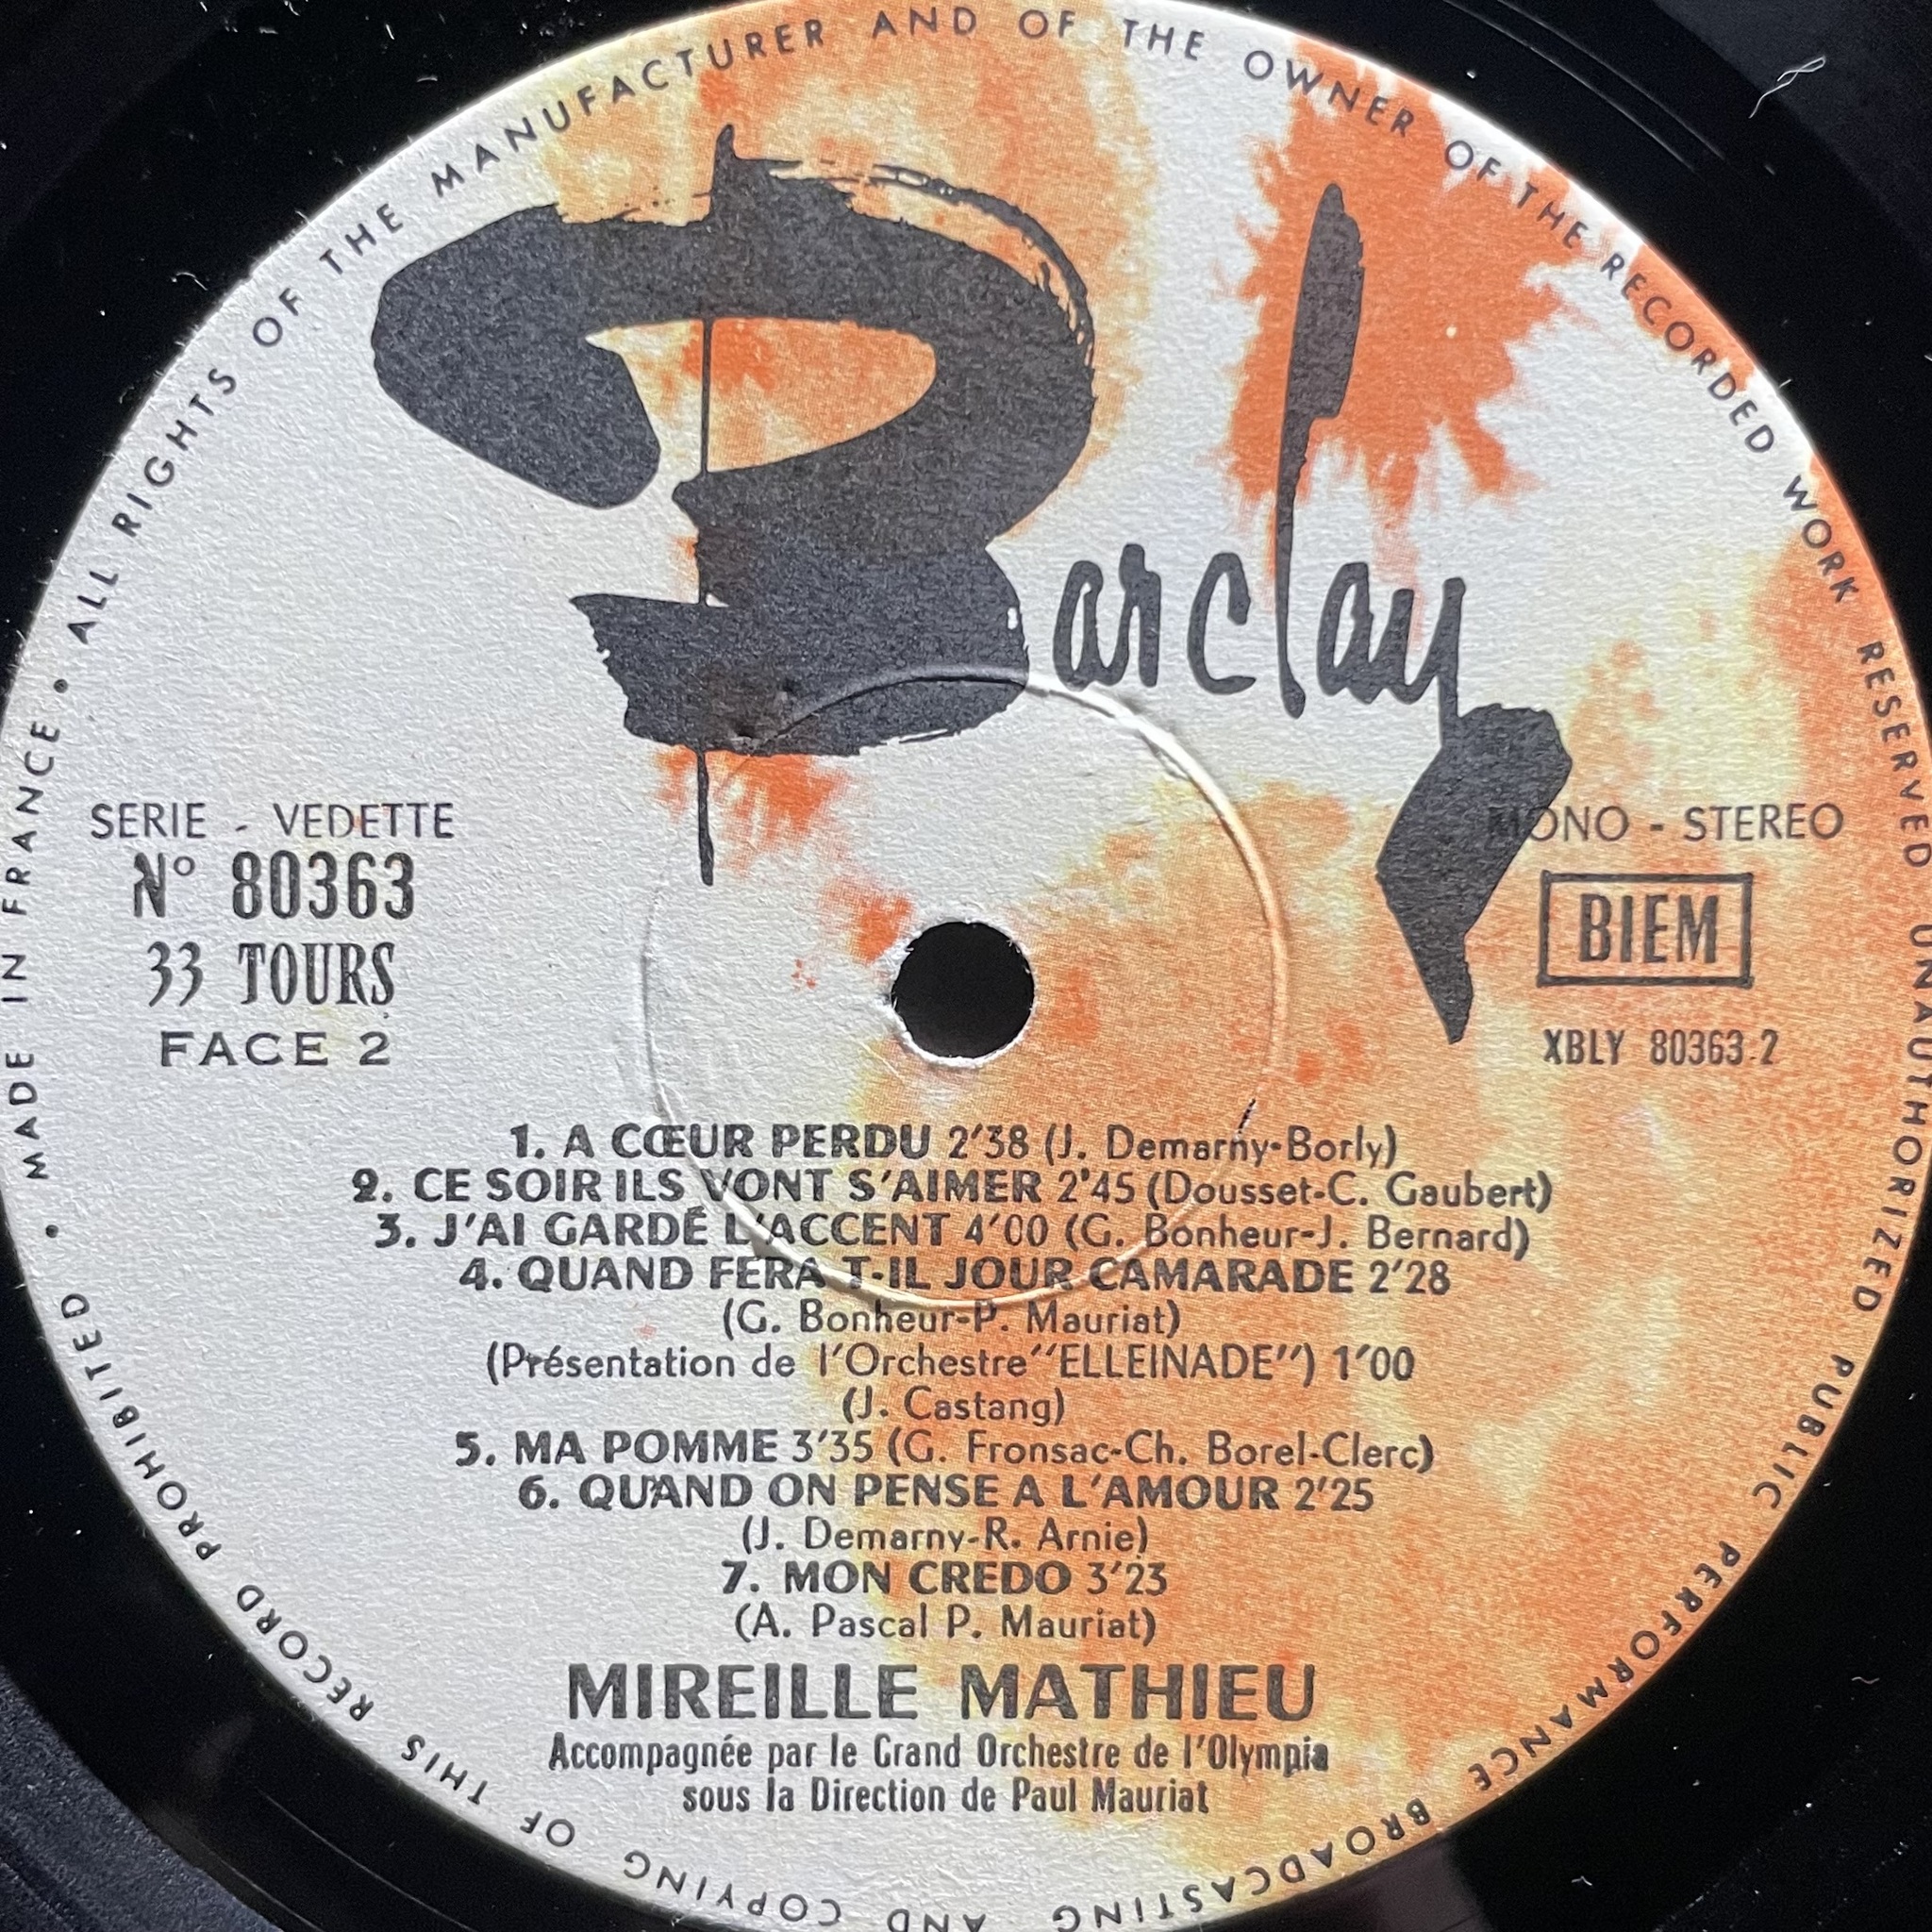 ALL RIGHTS OF THE MANUFACTURER AND OF THE OWNER OF THE RECORDED WORK RESERVED UNAUTHORIZED PUBLIC PERFORMANCE BROADCASTING AND COPYING OF THIS RECORD PROHIBITED • MADE IN FRANCE •
Barclay
SERIE - VEDETTE
N° 80363
33 TOURS
FACE 2
MONO - STEREO
BIEM
XBLY 80363-2
1. A CŒUR PERDU 2'38 (J. Demarny-Borly)
2. CE SOIR ILS VONT S'AIMER 2'45 (Dousset-C. Gaubert)
3. J'AI GARDÉ L'ACCENT 4'00 (G. Bonheur-J. Bernard)
4. QUAND FERA T-IL JOUR CAMARADE 2'28
(G. Bonheur-P. Mauriat)
(Présentation de l'Orchestre "ELLEINADE") 1'00
(J. Castang)
5. MA POMME 3'35 (G. Fronsac-Ch. Borel-Clerc)
6. QUAND ON PENSE A L'AMOUR 2'25
(J. Demarny-R. Arnie)
7. MON CREDO 3'23
(A. Pascal P. Mauriat)
MIREILLE MATHIEU
Accompagnée par le Grand Orchestre de l'Olympia
sous la Direction de Paul Mauriat